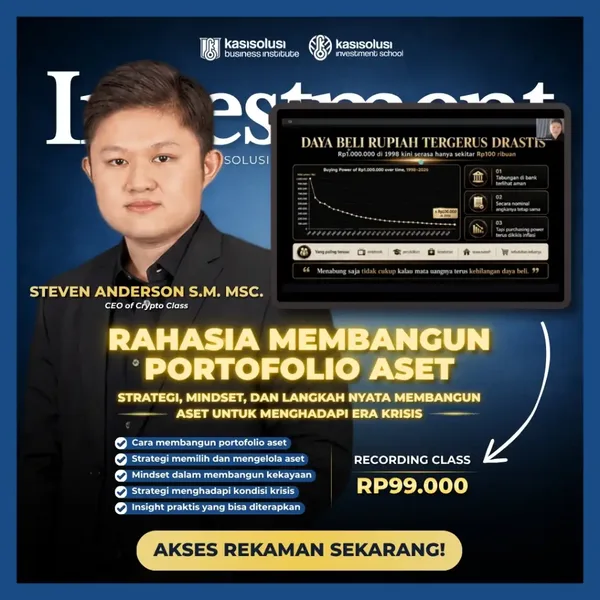 kasisolusi
business institute
kasisolusi
investment school
Investment
SOLUSI
DAYA BELI RUPIAH TERGERUS DRASTIS
Rp1.000.000 di 1998 kini serasa hanya sekitar Rp100 ribuan
Buying Power of Rp1.000.000 over time, 1998-2026
01
Tabungan di bank
terlihat aman
02
Secara nominal
angkanya tetap sama
03
Tapi purchasing power
terus dikikis inflasi
Yang paling terasa:
“ Menabung saja tidak cukup kalau mata uangnya terus kehilangan daya beli. ”
STEVEN ANDERSON S.M. MSC.
CEO of Crypto Class
RAHASIA MEMBANGUN
PORTOFOLIO ASET
STRATEGI, MINDSET, DAN LANGKAH NYATA MEMBANGUN
ASET UNTUK MENGHADAPI ERA KRISIS
Cara membangun portofolio aset
Strategi memilih dan mengelola aset
Mindset dalam membangun kekayaan
Strategi menghadapi kondisi krisis
Insight praktis yang bisa diterapkan
RECORDING CLASS
RP99.000
AKSES REKAMAN SEKARANG!